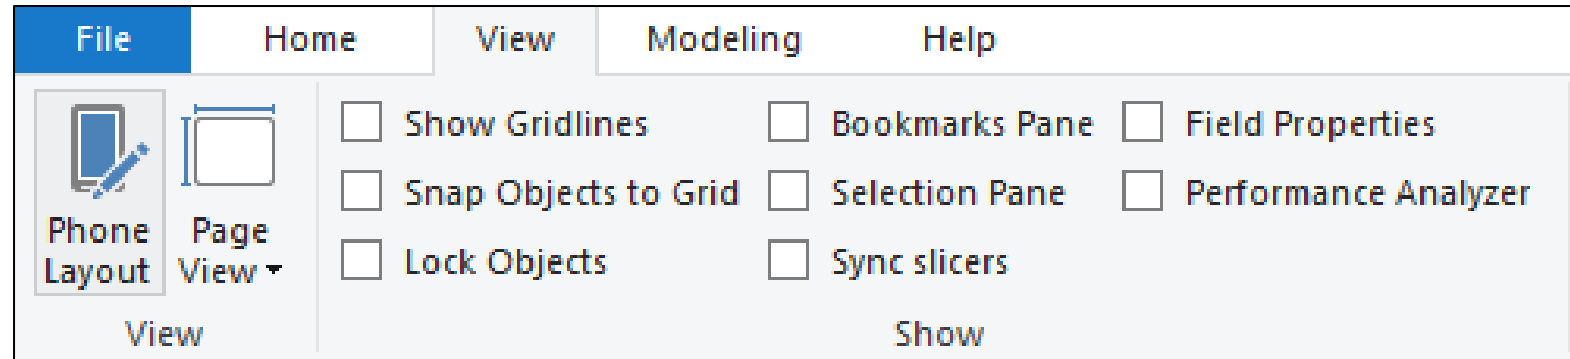 File Home View Modeling Help
Show Gridlines Bookmarks Pane Field Properties
Snap Objects to Grid Selection Pane Performance Analyzer
Phone Page
Layout View
Lock Objects Sync slicers
View Show